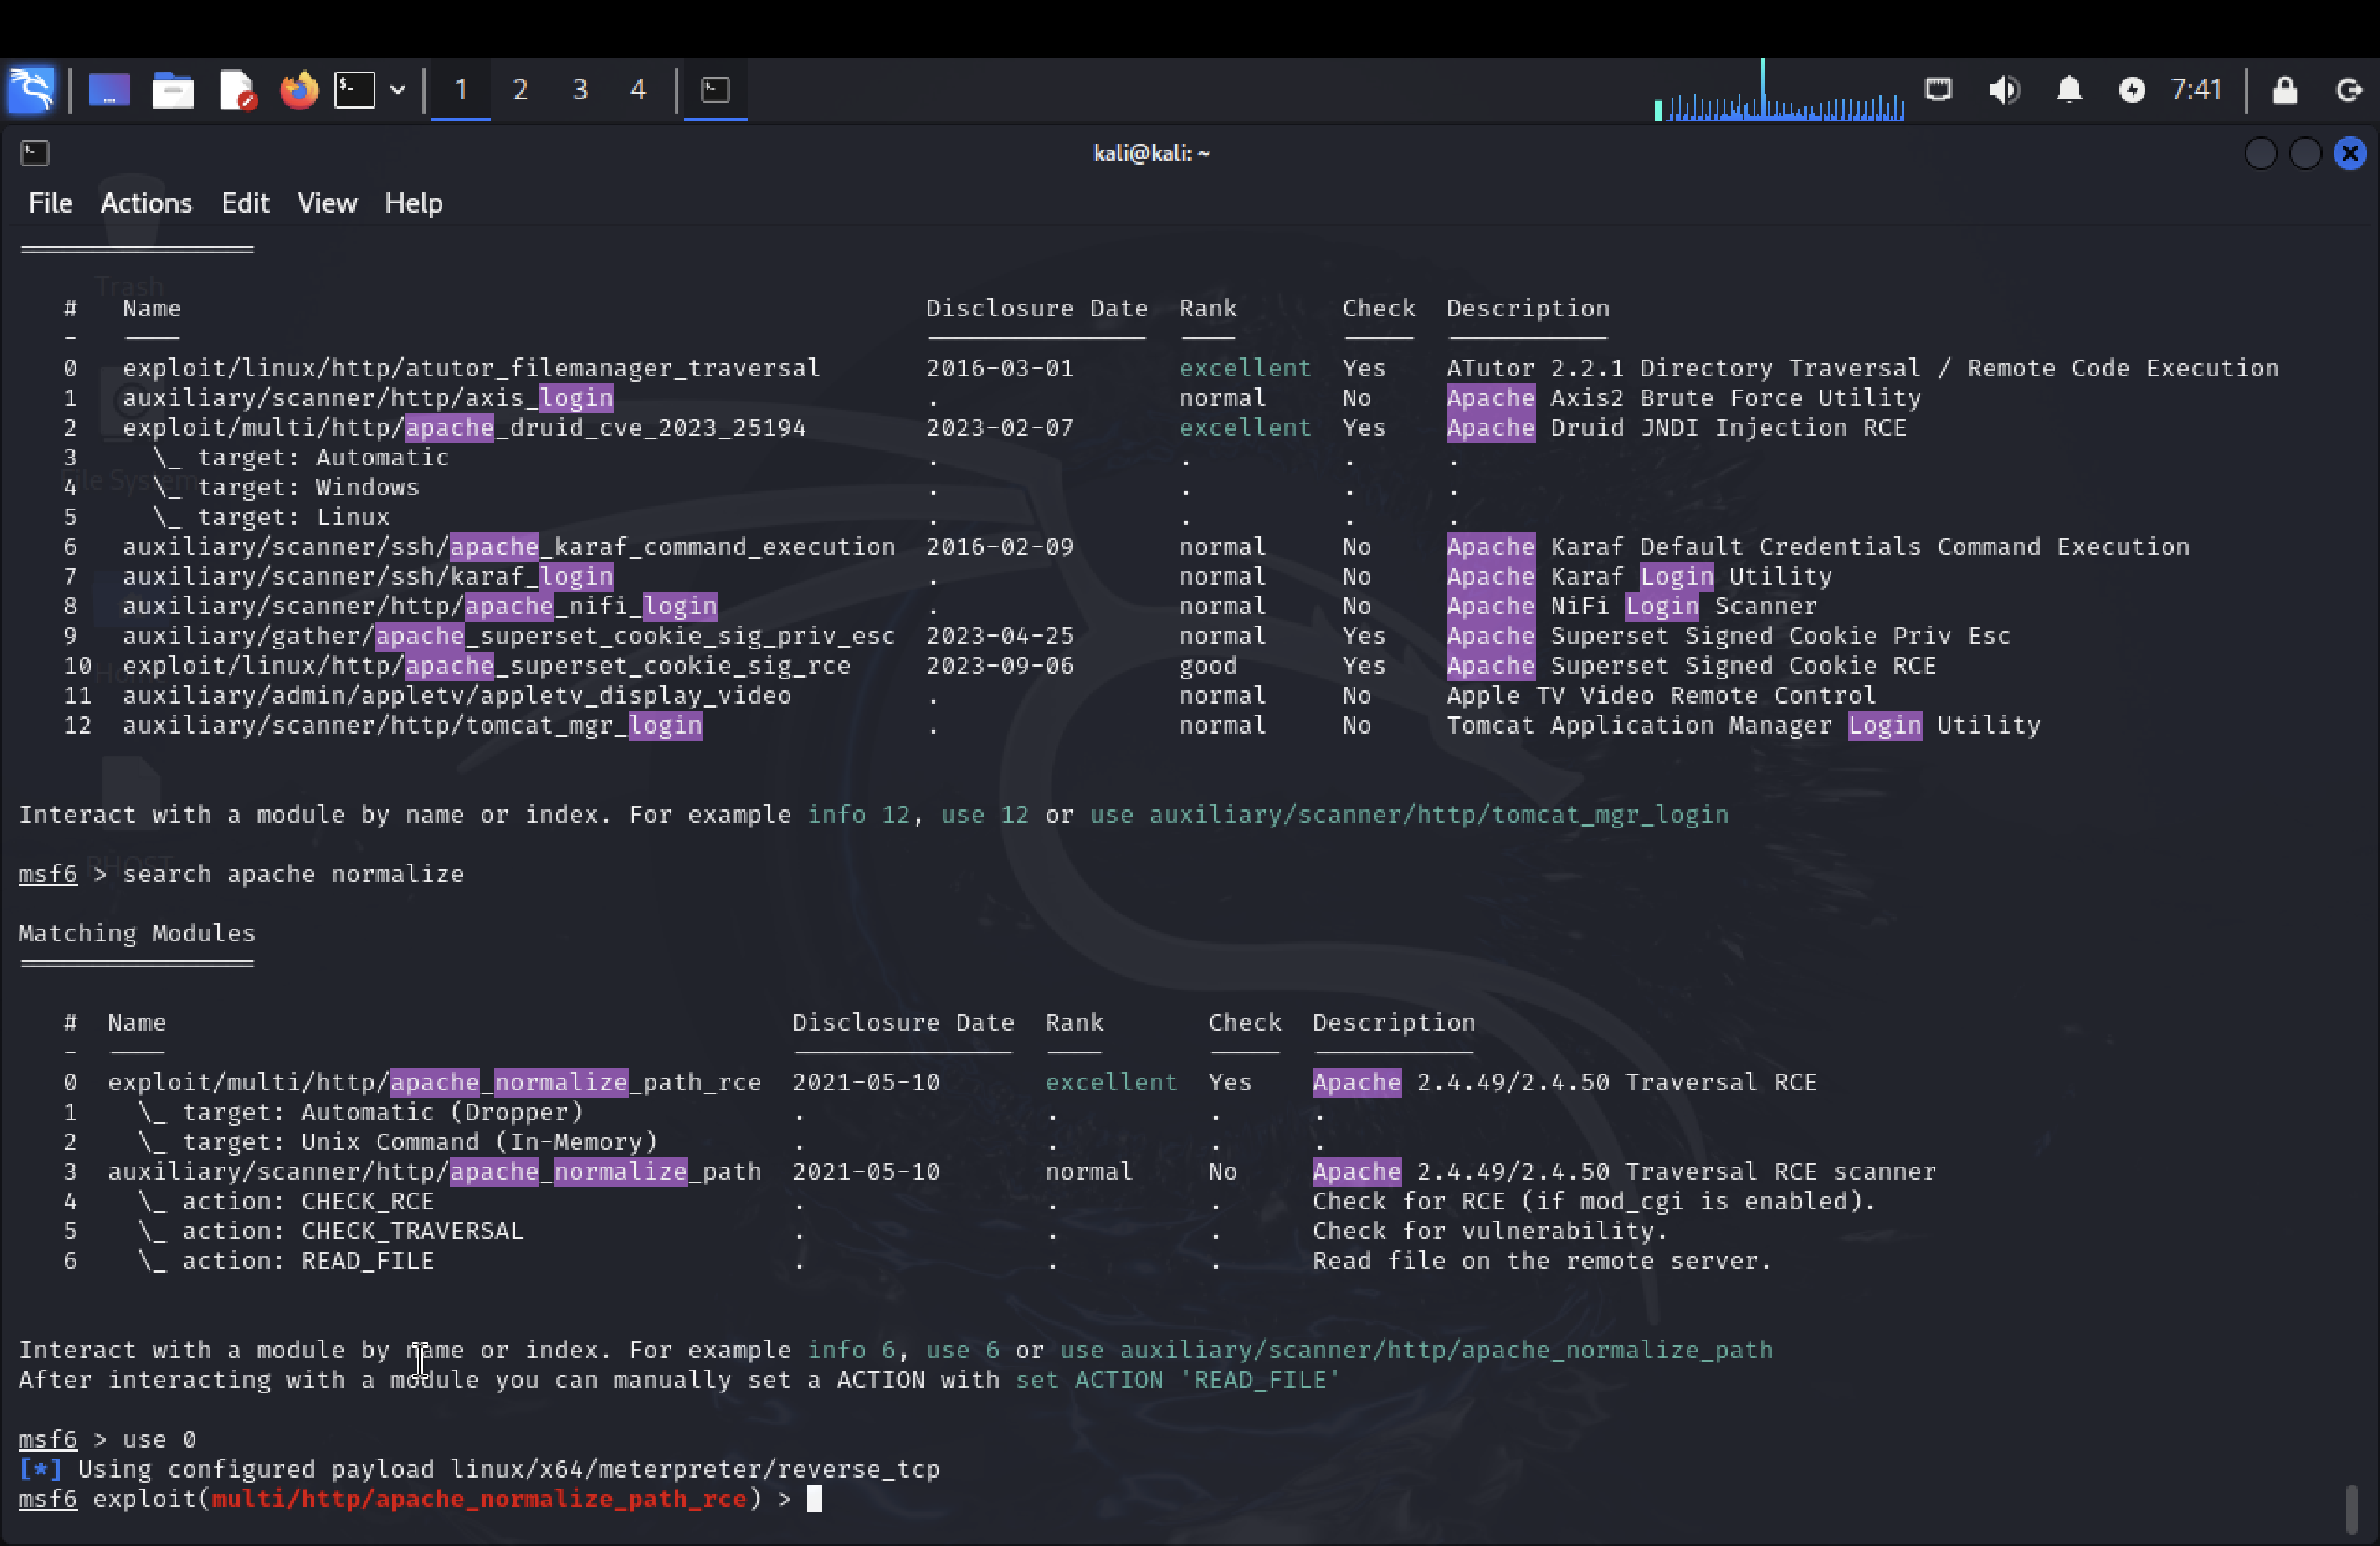 1 2 3 4 7:41
kali@kali: ~
File Actions Edit View Help
Trash
# Name Disclosure Date Rank Check Description
- ---- --------------- ---- ----- -----------
0 exploit/linux/http/atutor_filemanager_traversal 2016-03-01 excellent Yes ATutor 2.2.1 Directory Traversal / Remote Code Execution
1 auxiliary/scanner/http/axis_login . normal No Apache Axis2 Brute Force Utility
2 exploit/multi/http/apache_druid_cve_2023_25194 2023-02-07 excellent Yes Apache Druid JNDI Injection RCE
3 \_ target: Automatic . . . .
File System
4 \_ target: Windows . . . .
5 \_ target: Linux . . . .
6 auxiliary/scanner/ssh/apache_karaf_command_execution 2016-02-09 normal No Apache Karaf Default Credentials Command Execution
7 auxiliary/scanner/ssh/karaf_login . normal No Apache Karaf Login Utility
8 auxiliary/scanner/http/apache_nifi_login . normal No Apache NiFi Login Scanner
9 auxiliary/gather/apache_superset_cookie_sig_priv_esc 2023-04-25 normal Yes Apache Superset Signed Cookie Priv Esc
10 exploit/linux/http/apache_superset_cookie_sig_rce 2023-09-06 good Yes Apache Superset Signed Cookie RCE
Home
11 auxiliary/admin/appletv/appletv_display_video . normal No Apple TV Video Remote Control
12 auxiliary/scanner/http/tomcat_mgr_login . normal No Tomcat Application Manager Login Utility
Interact with a module by name or index. For example info 12, use 12 or use auxiliary/scanner/http/tomcat_mgr_login
RHOST
msf6 > search apache normalize
Matching Modules
# Name Disclosure Date Rank Check Description
- ---- --------------- ---- ----- -----------
0 exploit/multi/http/apache_normalize_path_rce 2021-05-10 excellent Yes Apache 2.4.49/2.4.50 Traversal RCE
1 \_ target: Automatic (Dropper) . . . .
2 \_ target: Unix Command (In-Memory) . . . .
3 auxiliary/scanner/http/apache_normalize_path 2021-05-10 normal No Apache 2.4.49/2.4.50 Traversal RCE scanner
4 \_ action: CHECK_RCE . . . Check for RCE (if mod_cgi is enabled).
5 \_ action: CHECK_TRAVERSAL . . . Check for vulnerability.
6 \_ action: READ_FILE . . . Read file on the remote server.
Interact with a module by name or index. For example info 6, use 6 or use auxiliary/scanner/http/apache_normalize_path
After interacting with a module you can manually set a ACTION with set ACTION 'READ_FILE'
msf6 > use 0
[*] Using configured payload linux/x64/meterpreter/reverse_tcp
msf6 exploit(multi/http/apache_normalize_path_rce) >